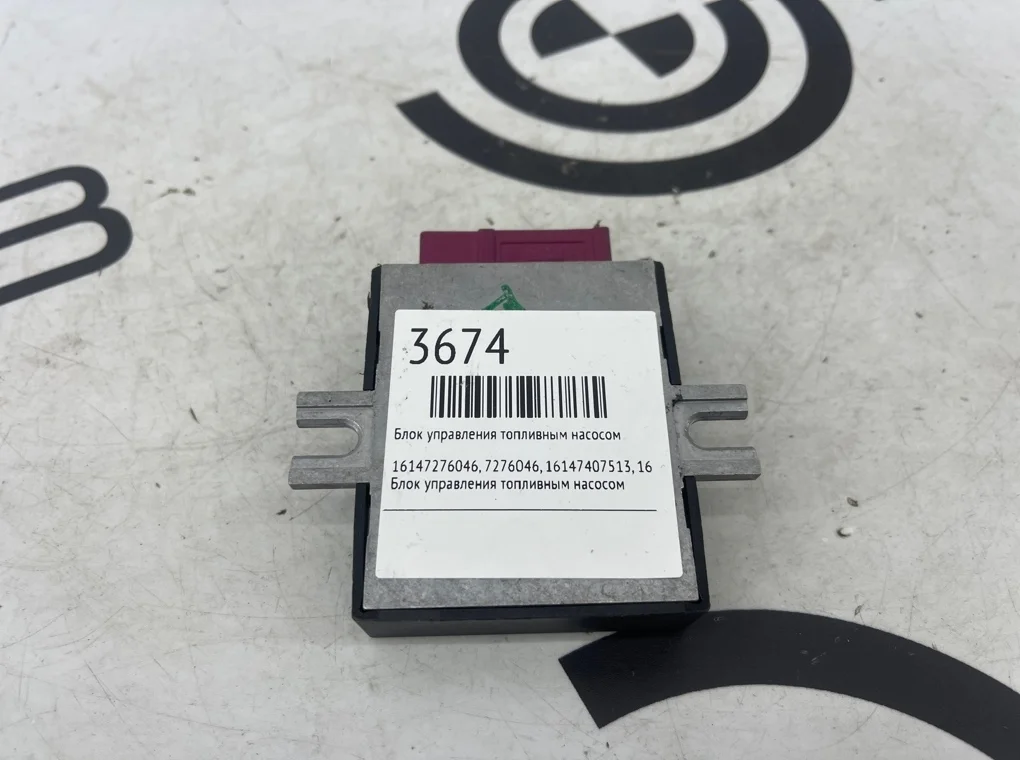 3674
Блок управления топливным насосом
16147276046, 7276046, 16147407513, 16
Блок управления топливным насосом